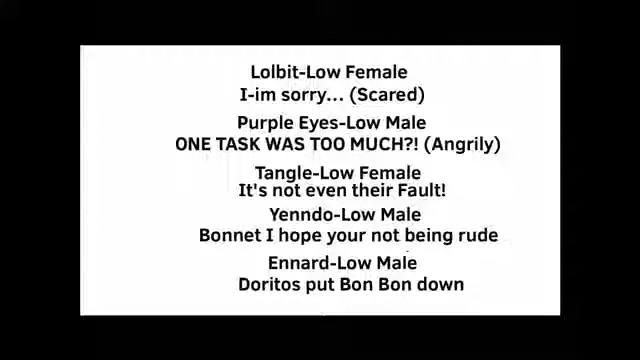 Lolbit-Low Female
I-im sorry... (Scared)
Purple Eyes-Low Male
ONE TASK WAS TOO MUCH?! (Angrily)
Tangle-Low Female
It's not even their Fault!
Yenndo-Low Male
Bonnet I hope your not being rude
Ennard-Low Male
Doritos put Bon Bon down